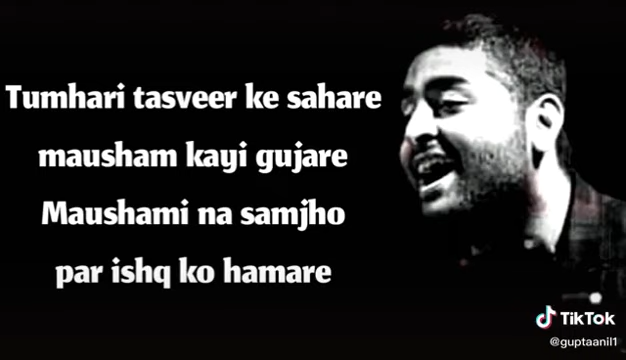 Tumhari tasveer ke sahare
mausham kayi gujare
Maushami na samjho
par ishq ko hamare
TikTok
@guptaanil1